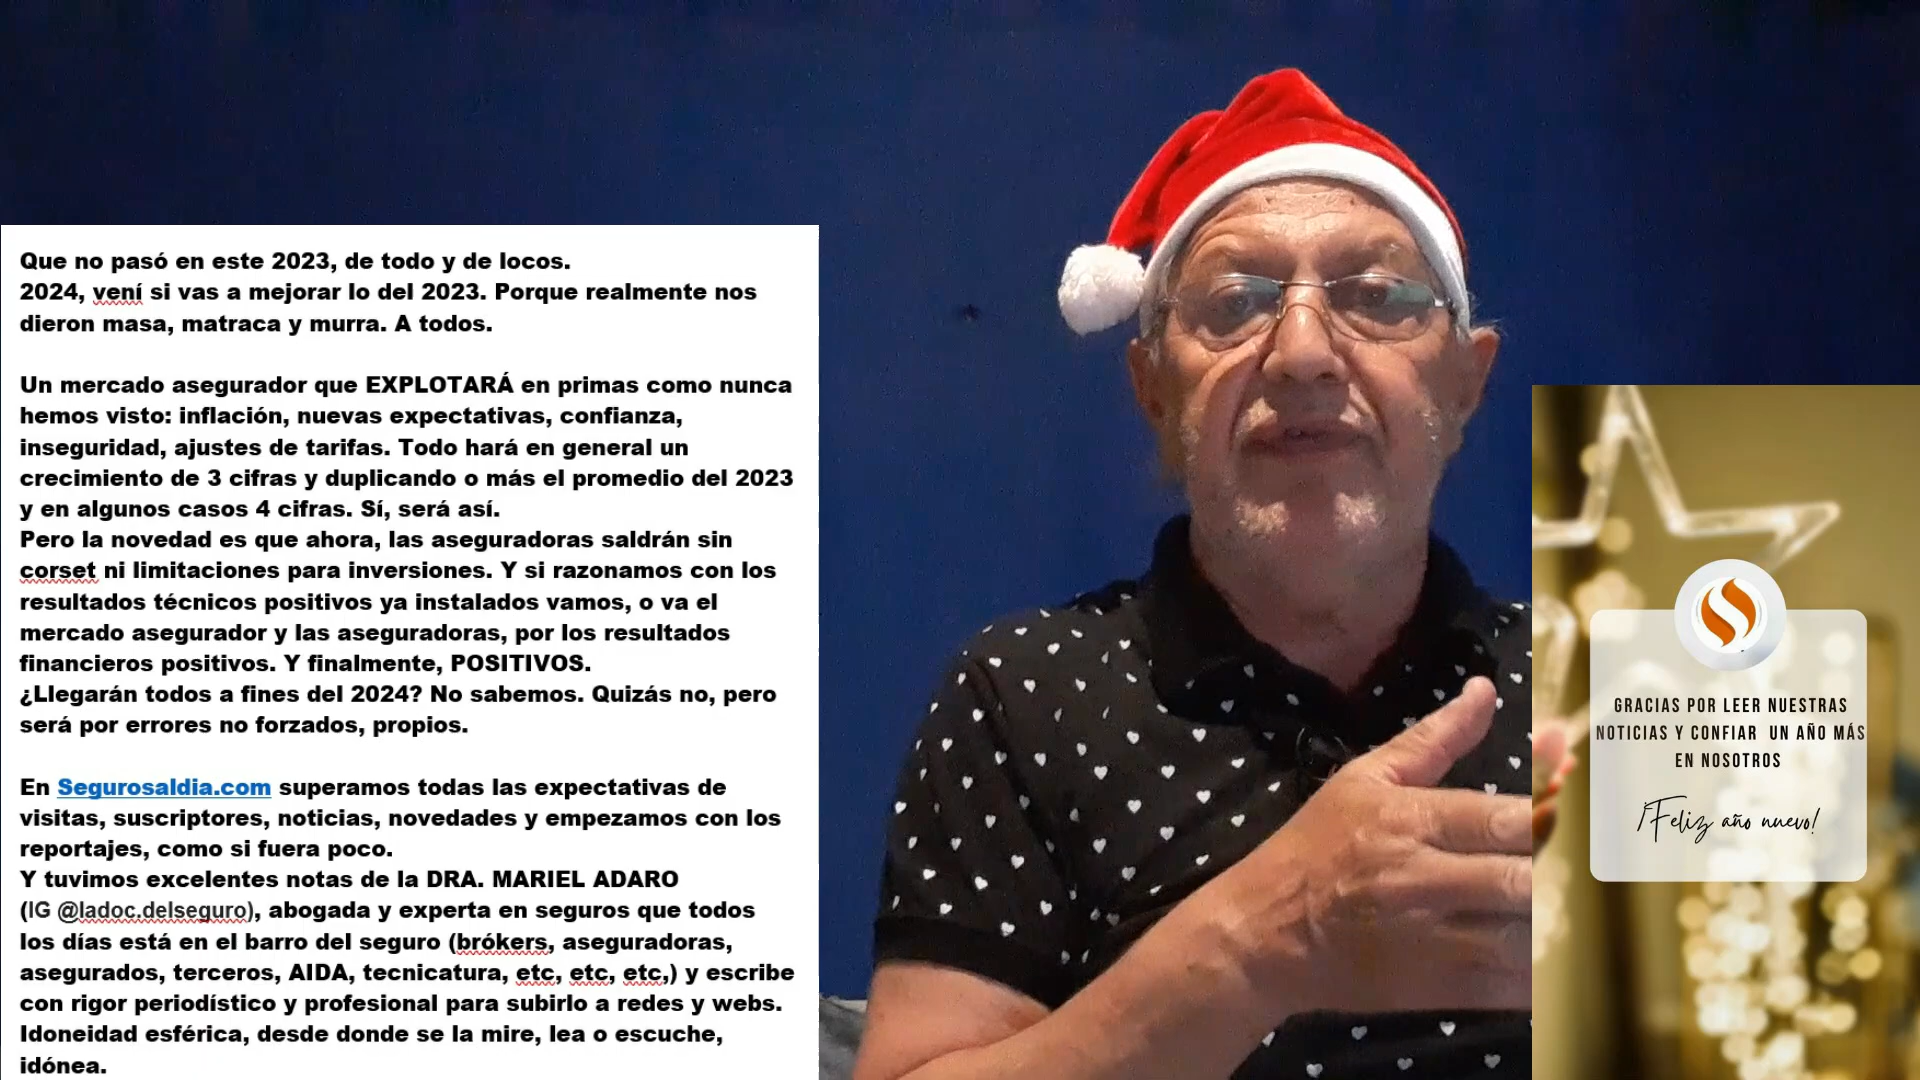 Que no pasó en este 2023, de todo y de locos.
2024, vení si vas a mejorar lo del 2023. Porque realmente nos
dieron masa, matraca y murra. A todos.
Un mercado asegurador que EXPLOTARÁ en primas como nunca
hemos visto: inflación, nuevas expectativas, confianza,
inseguridad, ajustes de tarifas. Todo hará en general un
crecimiento de 3 cifras y duplicando o más el promedio del 2023
y en algunos casos 4 cifras. Sí, será así.
Pero la novedad es que ahora, las aseguradoras saldrán sin
corset ni limitaciones para inversiones. Y si razonamos con los
resultados técnicos positivos ya instalados vamos, o va el
mercado asegurador y las aseguradoras, por los resultados
financieros positivos. Y finalmente, POSITIVOS.
¿Llegarán todos a fines del 2024? No sabemos. Quizás no, pero
será por errores no forzados, propios.
En Segurosaldia.com superamos todas las expectativas de
visitas, suscriptores, noticias, novedades y empezamos con los
reportajes, como si fuera poco.
Y tuvimos excelentes notas de la DRA. MARIEL ADARO
(IG @ladoc.delseguro), abogada y experta en seguros que todos
los días está en el barro del seguro (brókers, aseguradoras,
asegurados, terceros, AIDA, tecnicatura, etc, etc, etc,) y escribe
con rigor periodístico y profesional para subirlo a redes y webs.
Idoneidad esférica, desde donde se la mire, lea o escuche,
idónea.
GRACIAS POR LEER NUESTRAS
NOTICIAS Y CONFIAR UN AÑO MÁS
EN NOSOTROS
¡Feliz año nuevo!